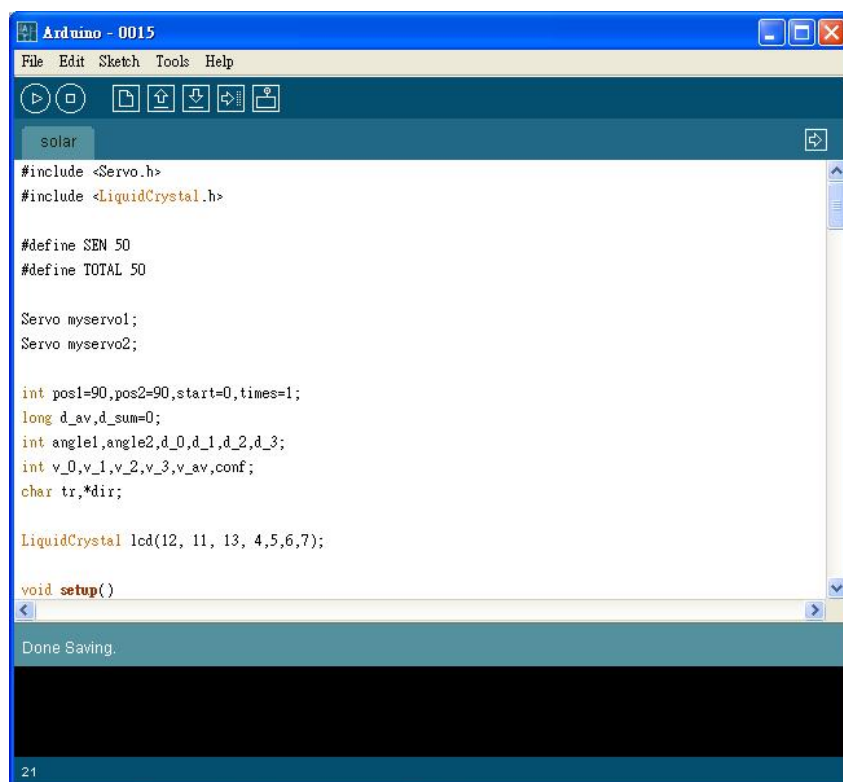 Arduino - 0015
File Edit Sketch Tools Help
solar
#include <Servo.h>
#include <LiquidCrystal.h>
#define SEN 50
#define TOTAL 50
Servo myservo1;
Servo myservo2;
int pos1=90,pos2=90,start=0,times=1;
long d_av,d_sum=0;
int angle1,angle2,d_0,d_1,d_2,d_3;
int v_0,v_1,v_2,v_3,v_av,conf;
char tr,*dir;
LiquidCrystal lcd(12, 11, 13, 4,5,6,7);
void setup()
Done Saving.
21